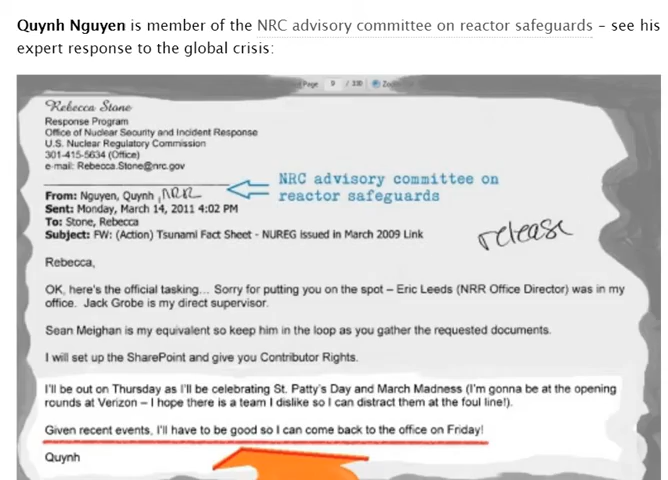 Quynh Nguyen is member of the NRC advisory committee on reactor safeguards – see his
expert response to the global crisis:
Page 9 / 330 Zo
Rebecca Stone
Response Program
Office of Nuclear Security and Incident Response
U.S. Nuclear Regulatory Commission
301-415-5634 (Office)
e-mail: Rebecca.Stone@nrc.gov
NRC advisory committee on
reactor safeguards
From: Nguyen, Quynh NRR
Sent: Monday, March 14, 2011 4:02 PM
To: Stone, Rebecca
Subject: FW: (Action) Tsunami Fact Sheet - NUREG issued in March 2009 Link
release
Rebecca,
OK, here's the official tasking... Sorry for putting you on the spot – Eric Leeds (NRR Office Director) was in my
office. Jack Grobe is my direct supervisor.
Sean Meighan is my equivalent so keep him in the loop as you gather the requested documents.
I will set up the SharePoint and give you Contributor Rights.
I'll be out on Thursday as I'll be celebrating St. Patty's Day and March Madness (I'm gonna be at the opening
rounds at Verizon – I hope there is a team I dislike so I can distract them at the foul line!).
Given recent events, I'll have to be good so I can come back to the office on Friday!
Quynh